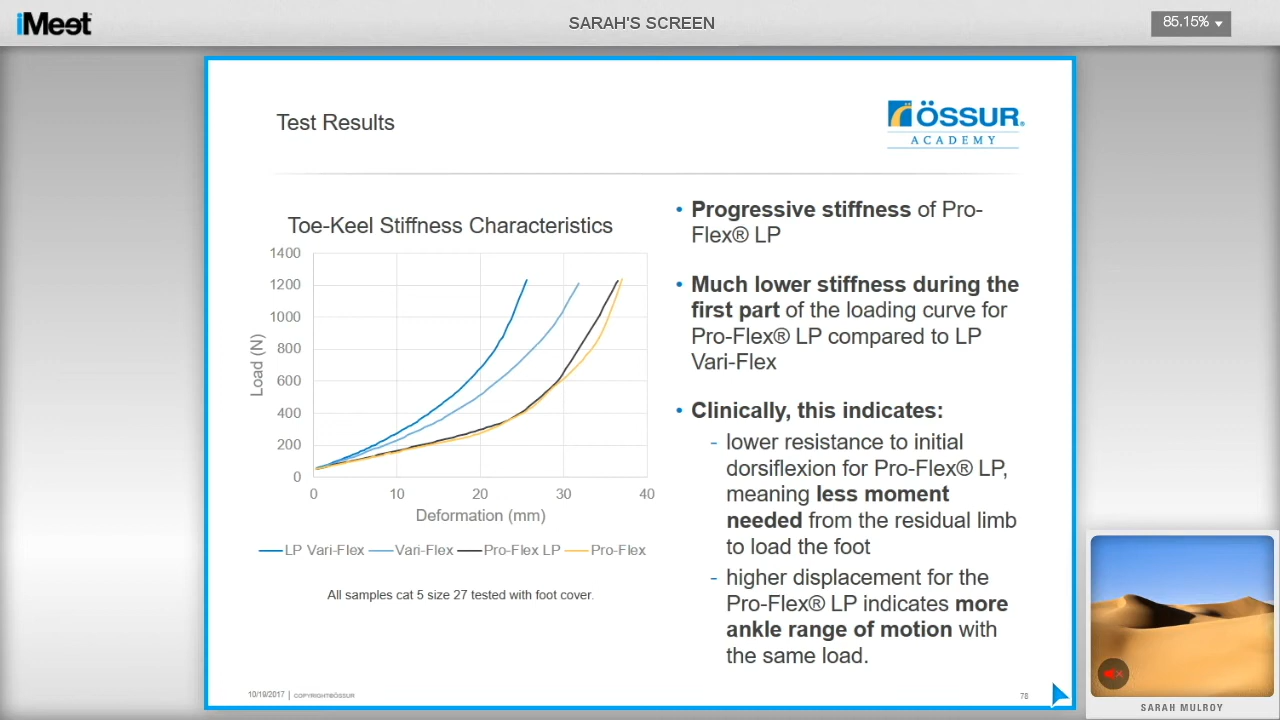 iMeet
SARAH'S SCREEN
85.15%
Test Results
ÖSSUR®
ACADEMY
Toe-Keel Stiffness Characteristics
1400
1200
1000
800
600
400
200
0
Load (N)
0 10 20 30 40
Deformation (mm)
LP Vari-Flex Vari-Flex Pro-Flex LP Pro-Flex
All samples cat 5 size 27 tested with foot cover.
• Progressive stiffness of Pro-
Flex® LP
• Much lower stiffness during the
first part of the loading curve for
Pro-Flex® LP compared to LP
Vari-Flex
• Clinically, this indicates:
- lower resistance to initial
dorsiflexion for Pro-Flex® LP,
meaning less moment
needed from the residual limb
to load the foot
- higher displacement for the
Pro-Flex® LP indicates more
ankle range of motion with
the same load.
10/19/2017 | COPYRIGHT©ÖSSUR
78
SARAH MULROY